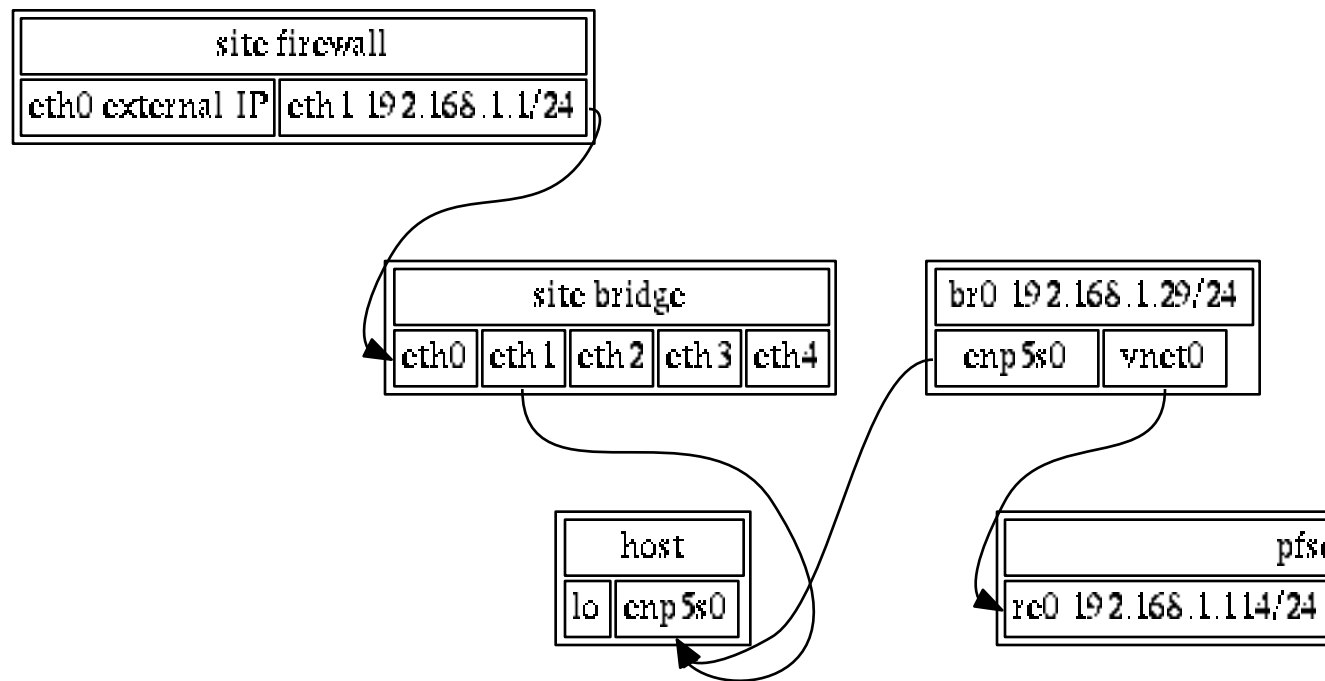 site firewall
eth0 external IP eth1 192.168.1.1/24
site bridge
eth0 eth1 eth2 eth3 eth4
br0 192.168.1.29/24
enp5s0 vnet0
host
lo enp5s0
re0 192.168.1.114/24